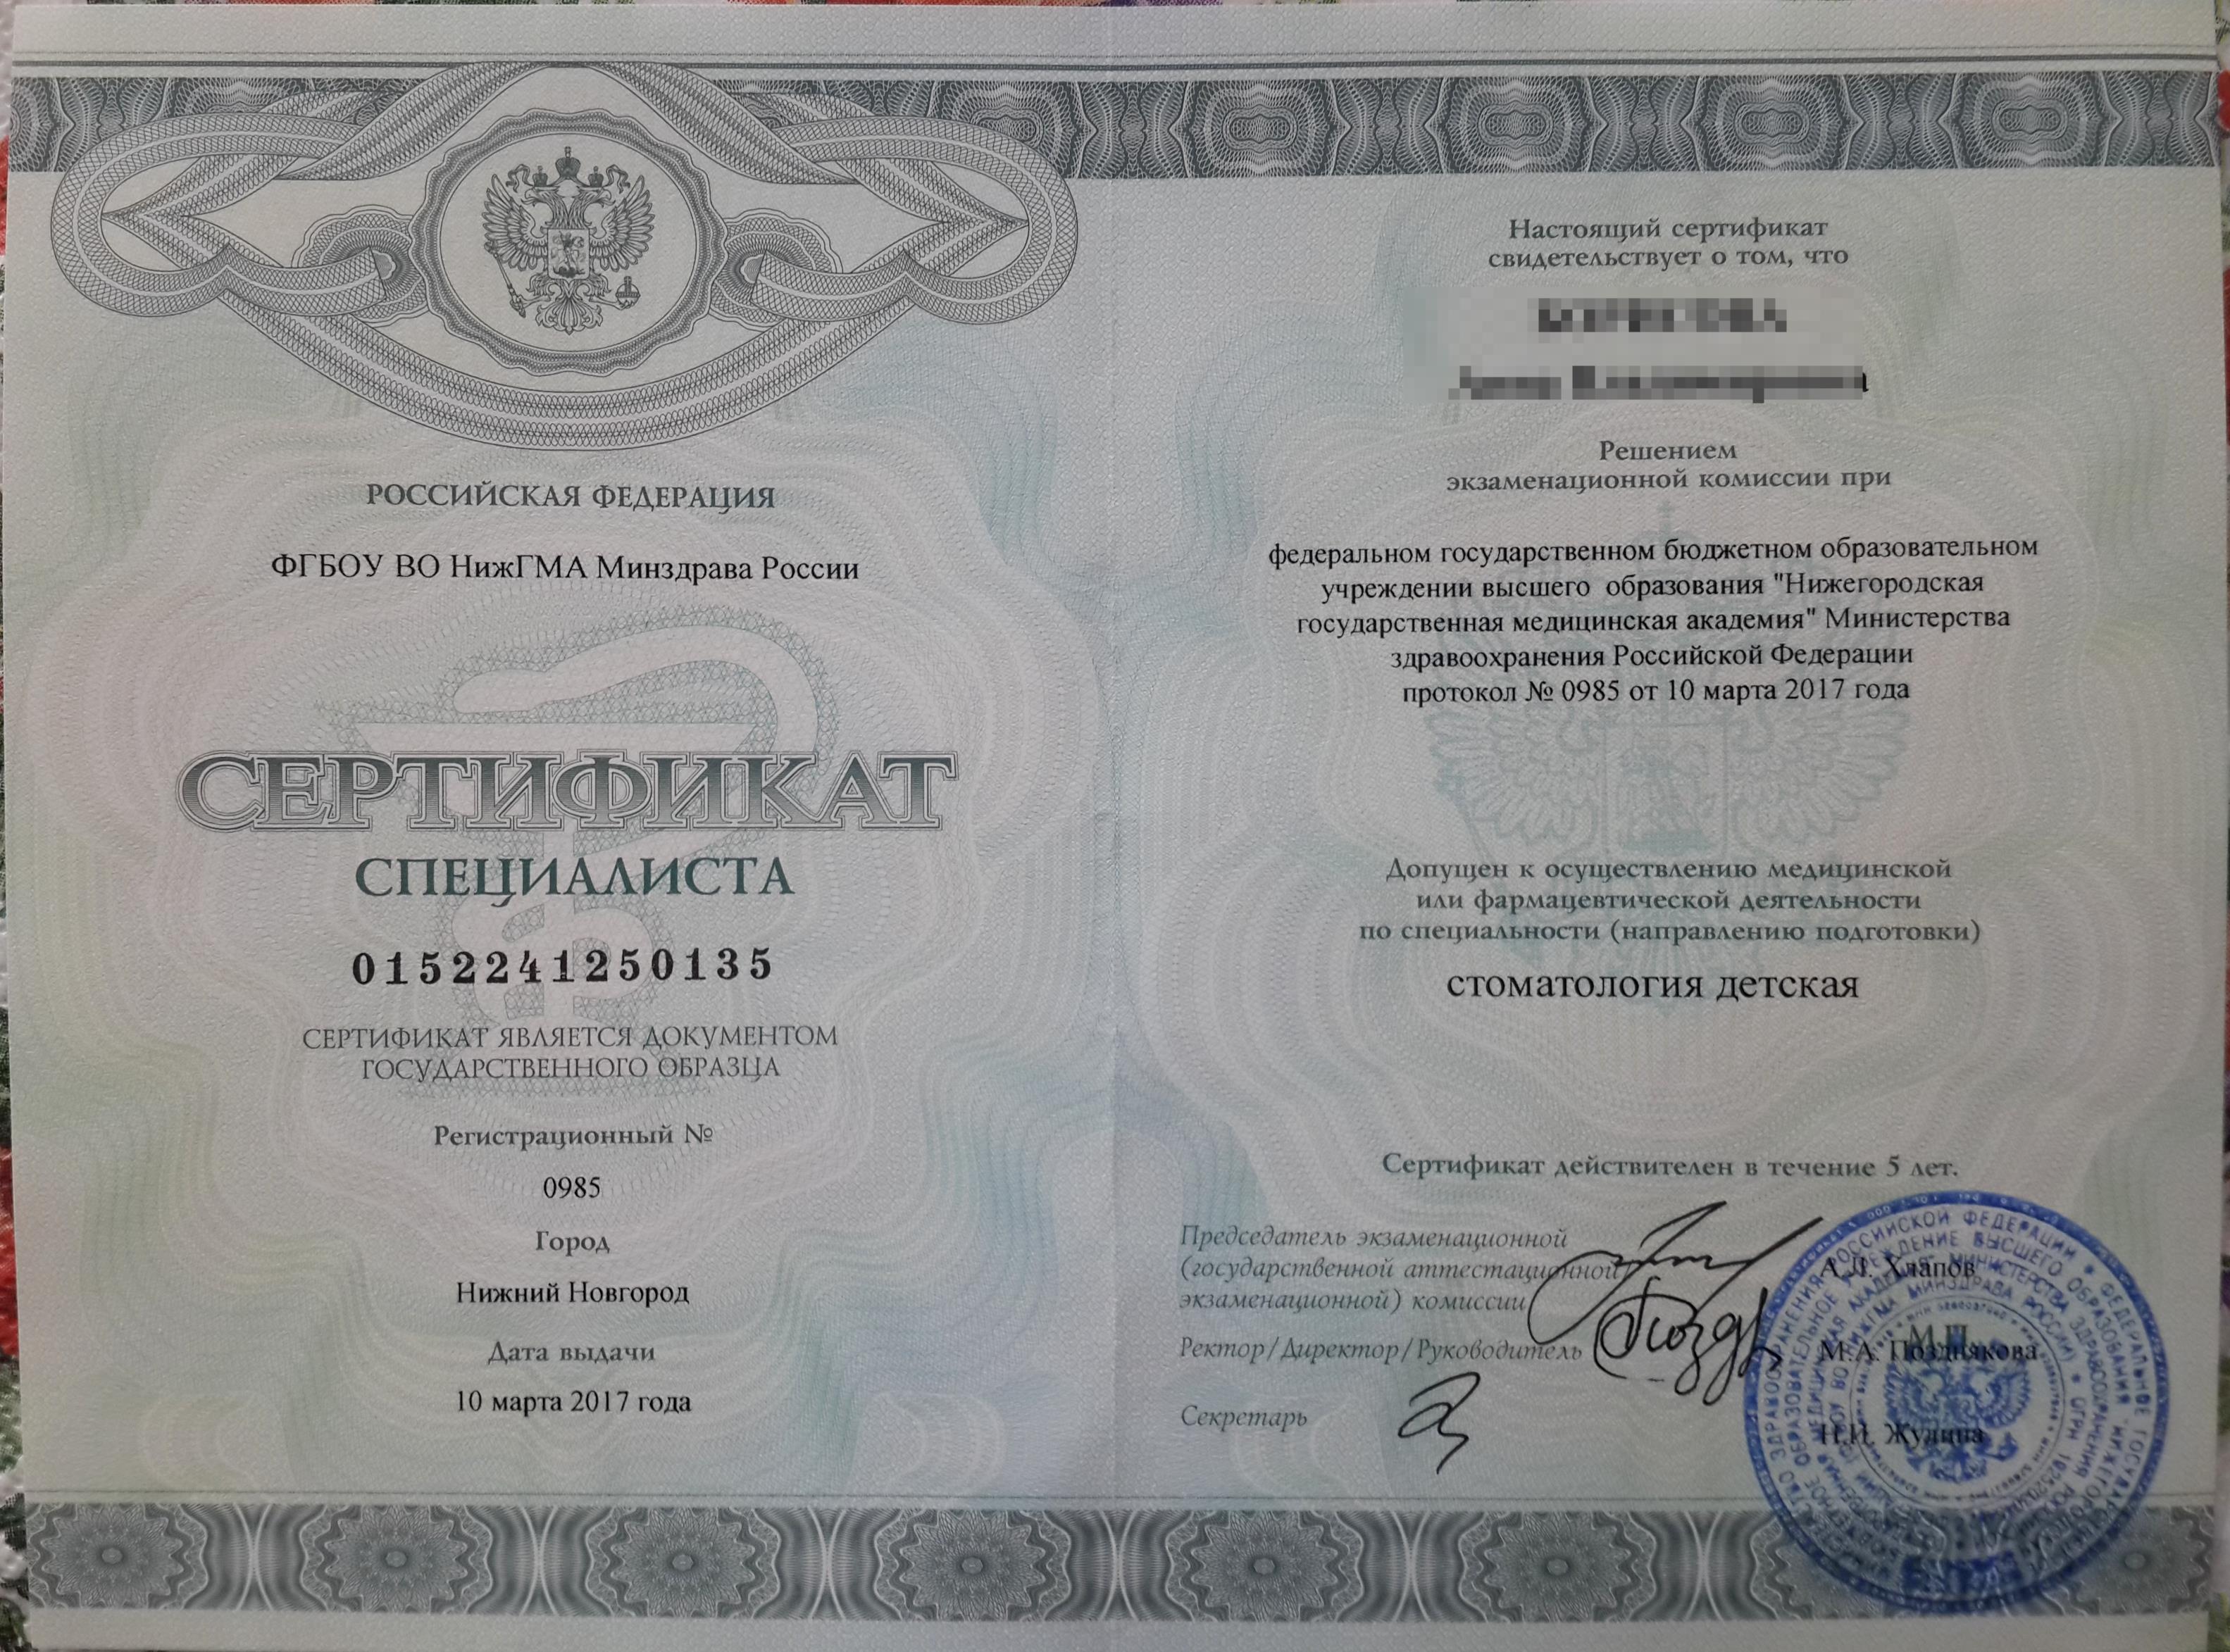 РОССИЙСКАЯ ФЕДЕРАЦИЯ
ФГБОУ ВО НижГМА Минздрава России
СЕРТИФИКАТ
СПЕЦИАЛИСТА
0152241250135
СЕРТИФИКАТ ЯВЛЯЕТСЯ ДОКУМЕНТОМ
ГОСУДАРСТВЕННОГО ОБРАЗЦА
Регистрационный №
0985
Город
Нижний Новгород
Дата выдачи
10 марта 2017 года
Настоящий сертификат
свидетельствует о том, что
Решением
экзаменационной комиссии при
федеральном государственном бюджетном образовательном
учреждении высшего образования "Нижегородская
государственная медицинская академия" Министерства
здравоохранения Российской Федерации
протокол № 0985 от 10 марта 2017 года
Допущен к осуществлению медицинской
или фармацевтической деятельности
по специальности (направлению подготовки)
стоматология детская
Сертификат действителен в течение 5 лет.
Председатель экзаменационной
(государственной аттестационной
экзаменационной) комиссии
А.Л. Хлапов
Ректор/Директор/Руководитель
М.П.
М.А. Позднякова
Секретарь
Н.И. Жулина